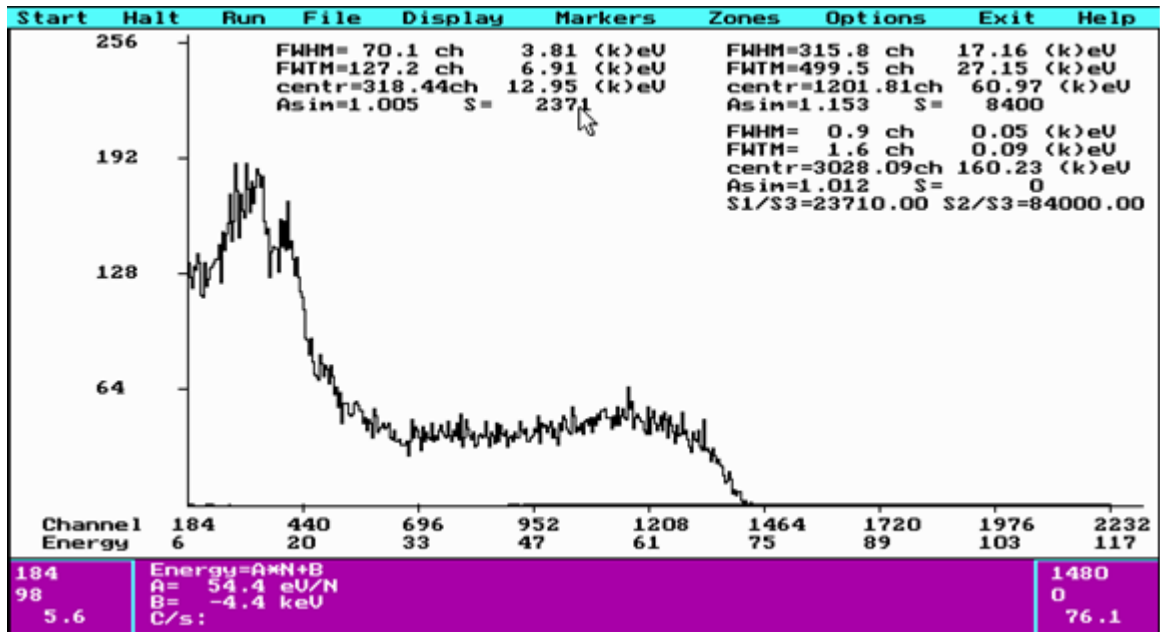 Start Halt Run File Display Markers Zones Options Exit Help
256
FWHM= 70.1 ch 3.81 (k)eV
FWTM=127.2 ch 6.91 (k)eV
centr=318.44ch 12.95 (k)eV
Asim=1.005 S= 2371
FWHM=315.8 ch 17.16 (k)eV
FWTM=499.5 ch 27.15 (k)eV
centr=1201.81ch 60.97 (k)eV
Asim=1.153 S= 8400
FWHM= 0.9 ch 0.05 (k)eV
FWTM= 1.6 ch 0.09 (k)eV
centr=3028.09ch 160.23 (k)eV
Asim=1.012 S= 0
S1/S3=23710.00 S2/S3=84000.00
192
128
64
Channel 184 440 696 952 1208 1464 1720 1976 2232
Energy 6 20 33 47 61 75 89 103 117
184
98
5.6
Energy=A*N+B
A= 54.4 eV/N
B= -4.4 keV
C/s:
1480
0
76.1